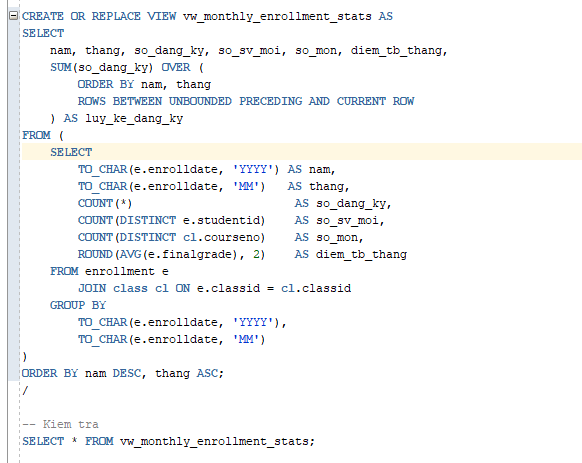 CREATE OR REPLACE VIEW vw_monthly_enrollment_stats AS
SELECT
    nam, thang, so_dang_ky, so_sv_moi, so_mon, diem_tb_thang,
    SUM(so_dang_ky) OVER (
        ORDER BY nam, thang
        ROWS BETWEEN UNBOUNDED PRECEDING AND CURRENT ROW
    ) AS luy_ke_dang_ky
FROM (
    SELECT
        TO_CHAR(e.enrolldate, 'YYYY') AS nam,
        TO_CHAR(e.enrolldate, 'MM')   AS thang,
        COUNT(*)                        AS so_dang_ky,
        COUNT(DISTINCT e.studentid)    AS so_sv_moi,
        COUNT(DISTINCT cl.courseno)    AS so_mon,
        ROUND(AVG(e.finalgrade), 2)    AS diem_tb_thang
    FROM enrollment e
        JOIN class cl ON e.classid = cl.classid
    GROUP BY
        TO_CHAR(e.enrolldate, 'YYYY'),
        TO_CHAR(e.enrolldate, 'MM')
)
ORDER BY nam DESC, thang ASC;
/
-- Kiem tra
SELECT * FROM vw_monthly_enrollment_stats;